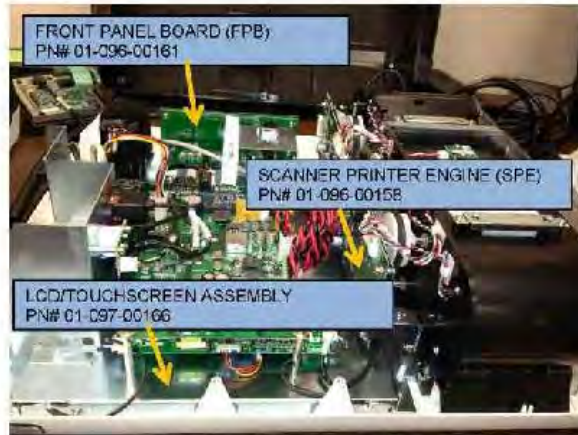 FRONT PANEL BOARD (FPB)
PN# 01-096-00161
SCANNER PRINTER ENGINE (SPE)
PN# 01-096-00158
LCD/TOUCHSCREEN ASSEMBLY
PN# 01-097-00166